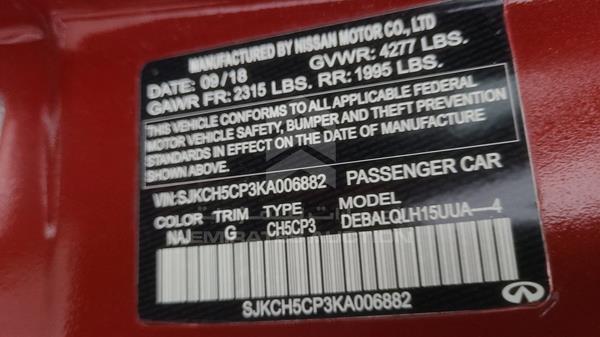 MANUFACTURED BY NISSAN MOTOR CO., LTD
DATE: 09/18 GVWR: 4277 LBS.
GAWR FR: 2315 LBS. RR: 1995 LBS.
THIS VEHICLE CONFORMS TO ALL APPLICABLE FEDERAL
MOTOR VEHICLE SAFETY, BUMPER AND THEFT PREVENTION
STANDARDS IN EFFECT ON THE DATE OF MANUFACTURE
SHOWN ABOVE.
VIN: SJKCH5CP3KA006882 PASSENGER CAR
COLOR TRIM TYPE MODEL
NAJ G CH5CP3 DEBALQLH15UUA—4
EMIRATES AUCTION
SJKCH5CP3KA006882